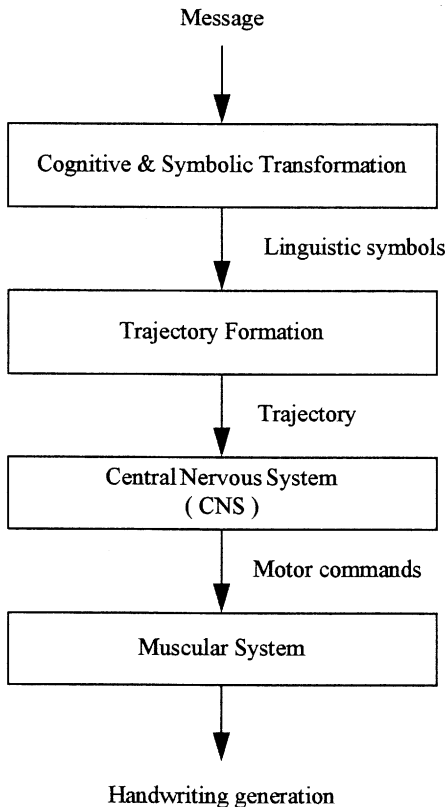 Message
Cognitive & Symbolic Transformation
Linguistic symbols
Trajectory Formation
Trajectory
Central Nervous System
( CNS )
Motor commands
Muscular System
Handwriting generation